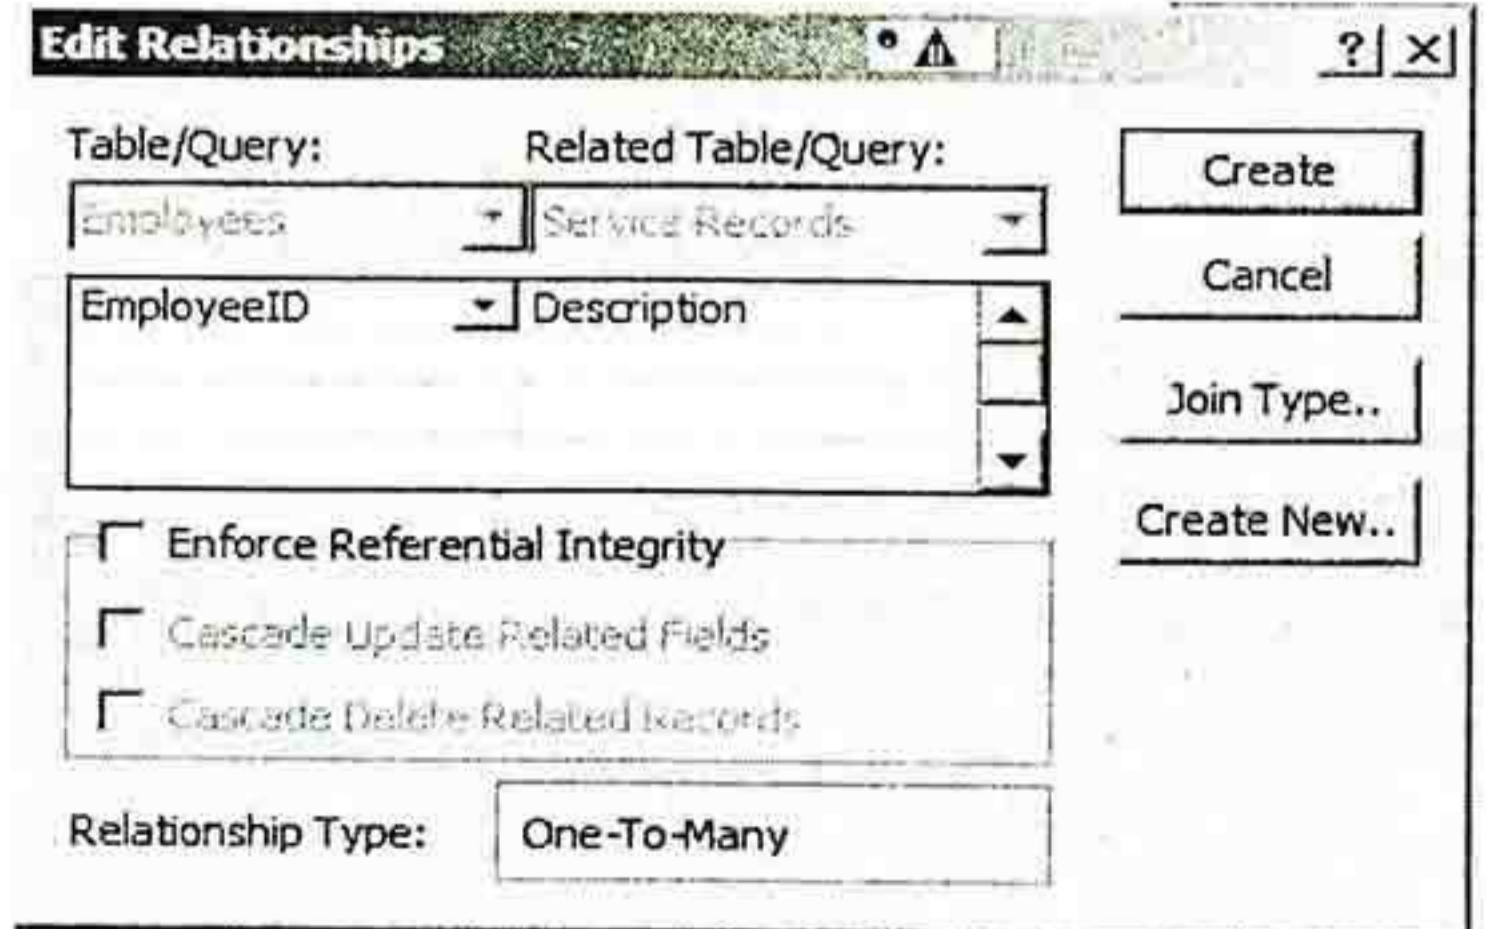 Edit Relationships
Table/Query: Related Table/Query:
Employees Service Records
EmployeeID Description
Enforce Referential Integrity
Cascade Update Related Fields
Cascade Delete Related Records
Relationship Type: One-To-Many
Create
Cancel
Join Type..
Create New..